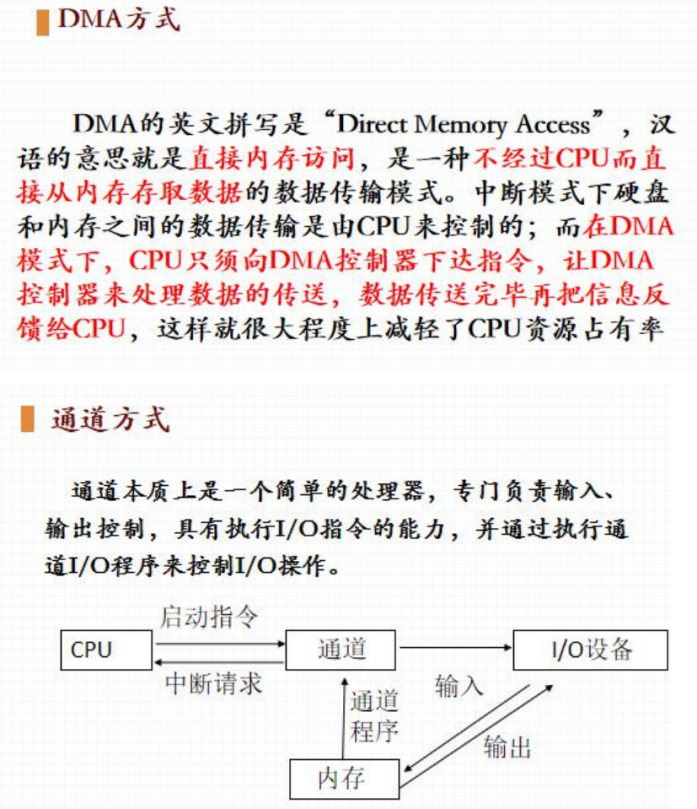 DMA方式
DMA的英文拼写是“Direct Memory Access”，汉
语的意思就是直接内存访问，是一种不经过CPU而直
接从内存存取数据的数据传输模式。中断模式下硬盘
和内存之间的数据传输是由CPU来控制的；而在DMA
模式下，CPU只须向DMA控制器下达指令，让DMA
控制器来处理数据的传送，数据传送完毕再把信息反
馈给CPU，这样就很大程度上减轻了CPU资源占有率
通道方式
通道本质上是一个简单的处理器，专门负责输入、
输出控制，具有执行I/O指令的能力，并通过执行通
道I/O程序来控制I/O操作。
启动指令
CPU
通道
I/O设备
中断请求
通道
程序
输入
输出
内存